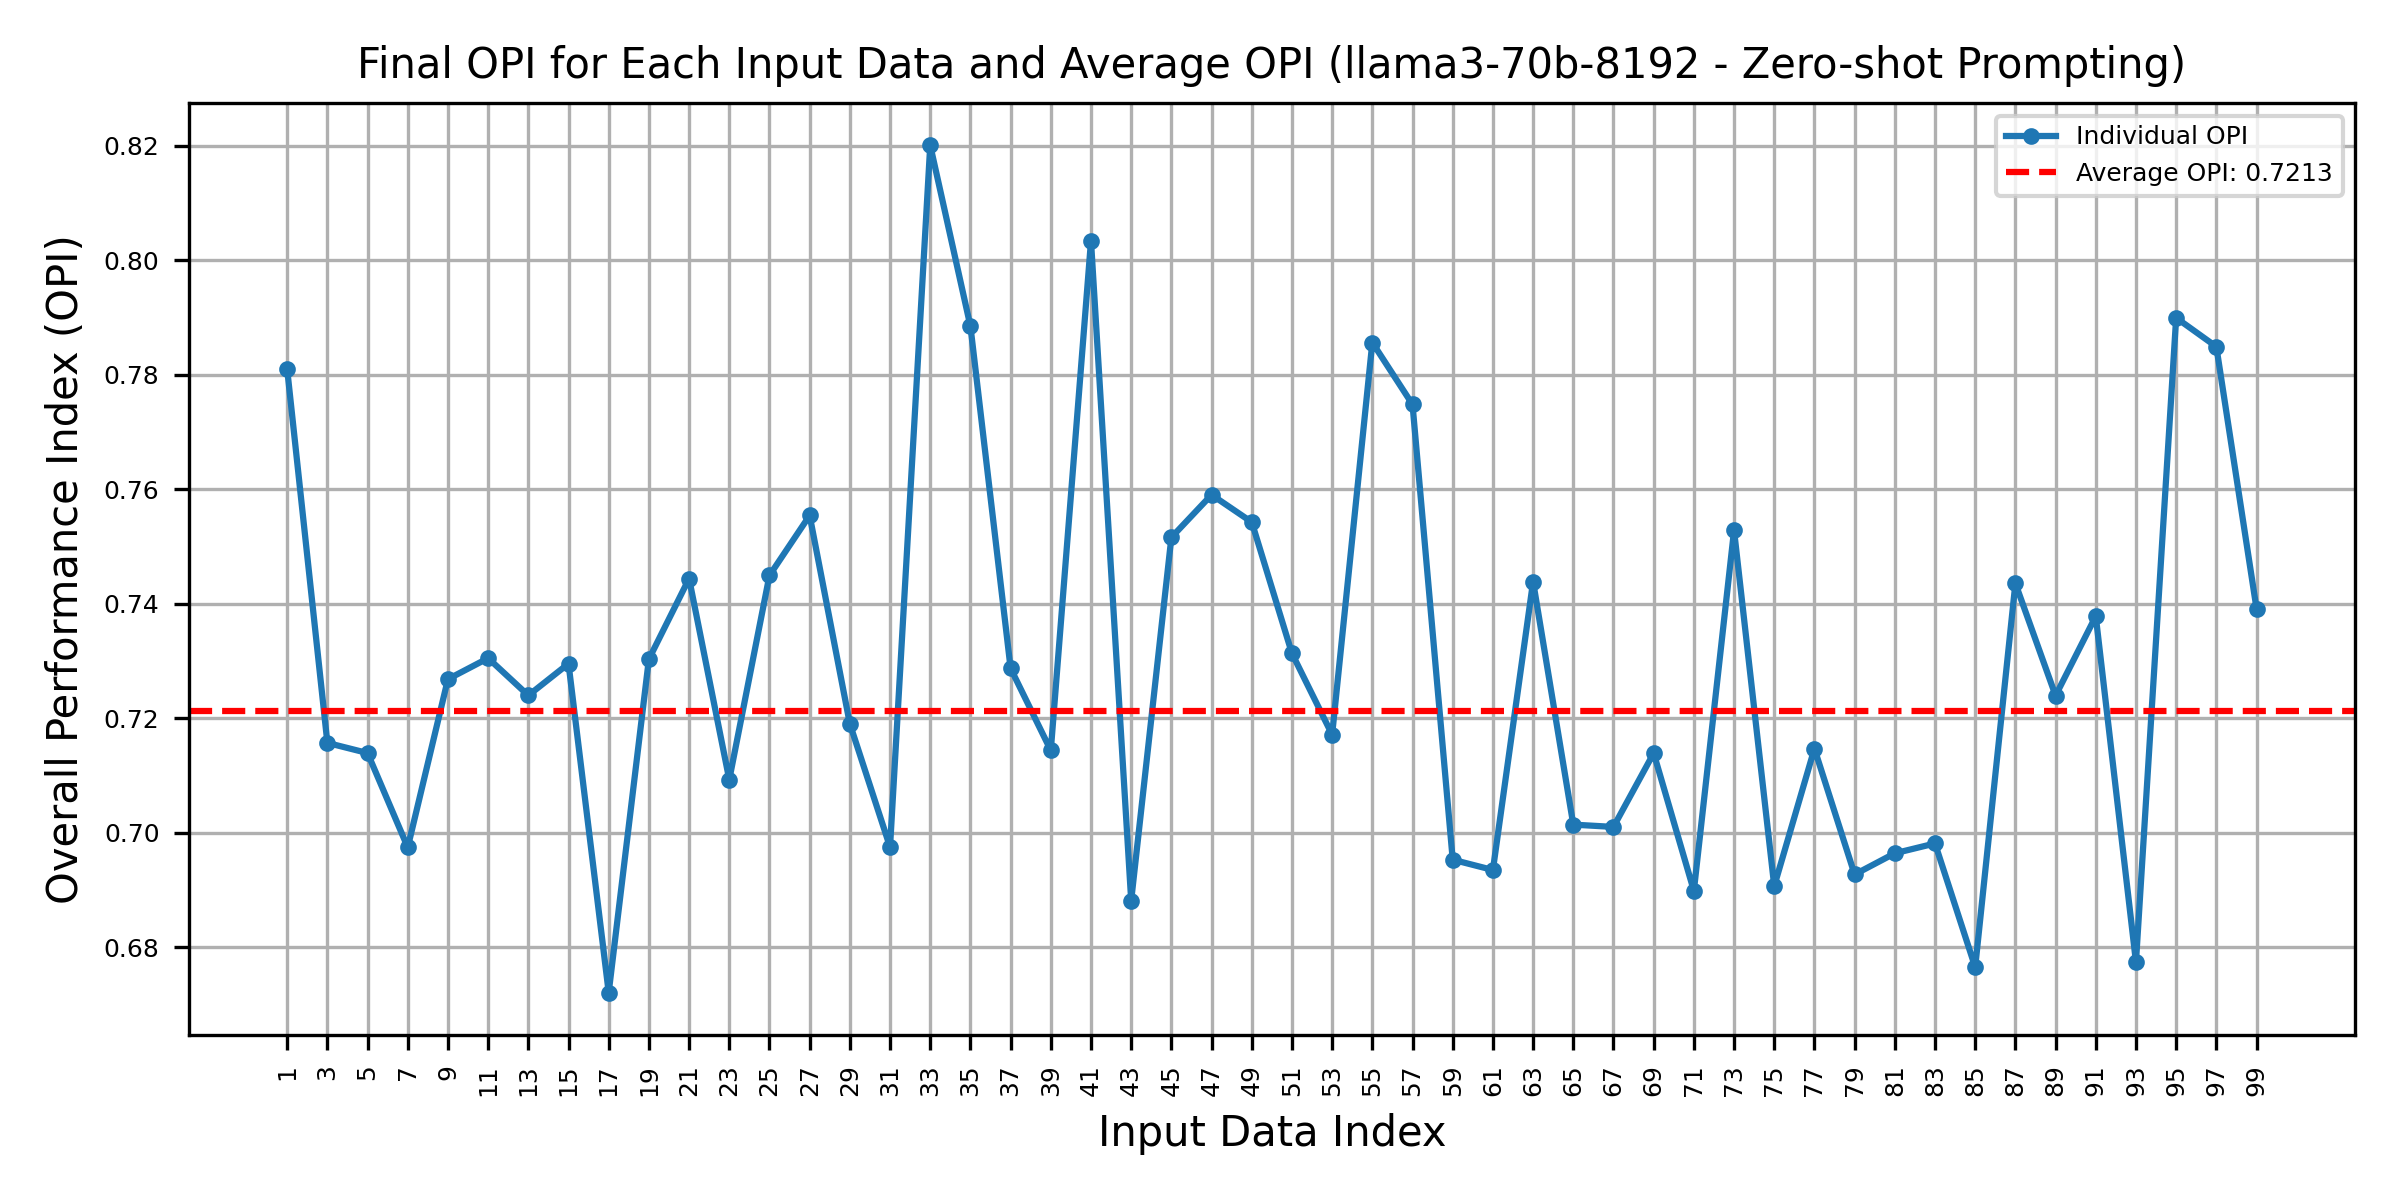 Final OPI for Each Input Data and Average OPI (llama3-70b-8192 - Zero-shot Prompting)
Individual OPI
Average OPI: 0.7213
Overall Performance Index (OPI)
0.82
0.80
0.78
0.76
0.74
0.72
0.70
0.68
1 3 5 7 9 11 13 15 17 19 21 23 25 27 29 31 33 35 37 39 41 43 45 47 49 51 53 55 57 59 61 63 65 67 69 71 73 75 77 79 81 83 85 87 89 91 93 95 97 99
Input Data Index